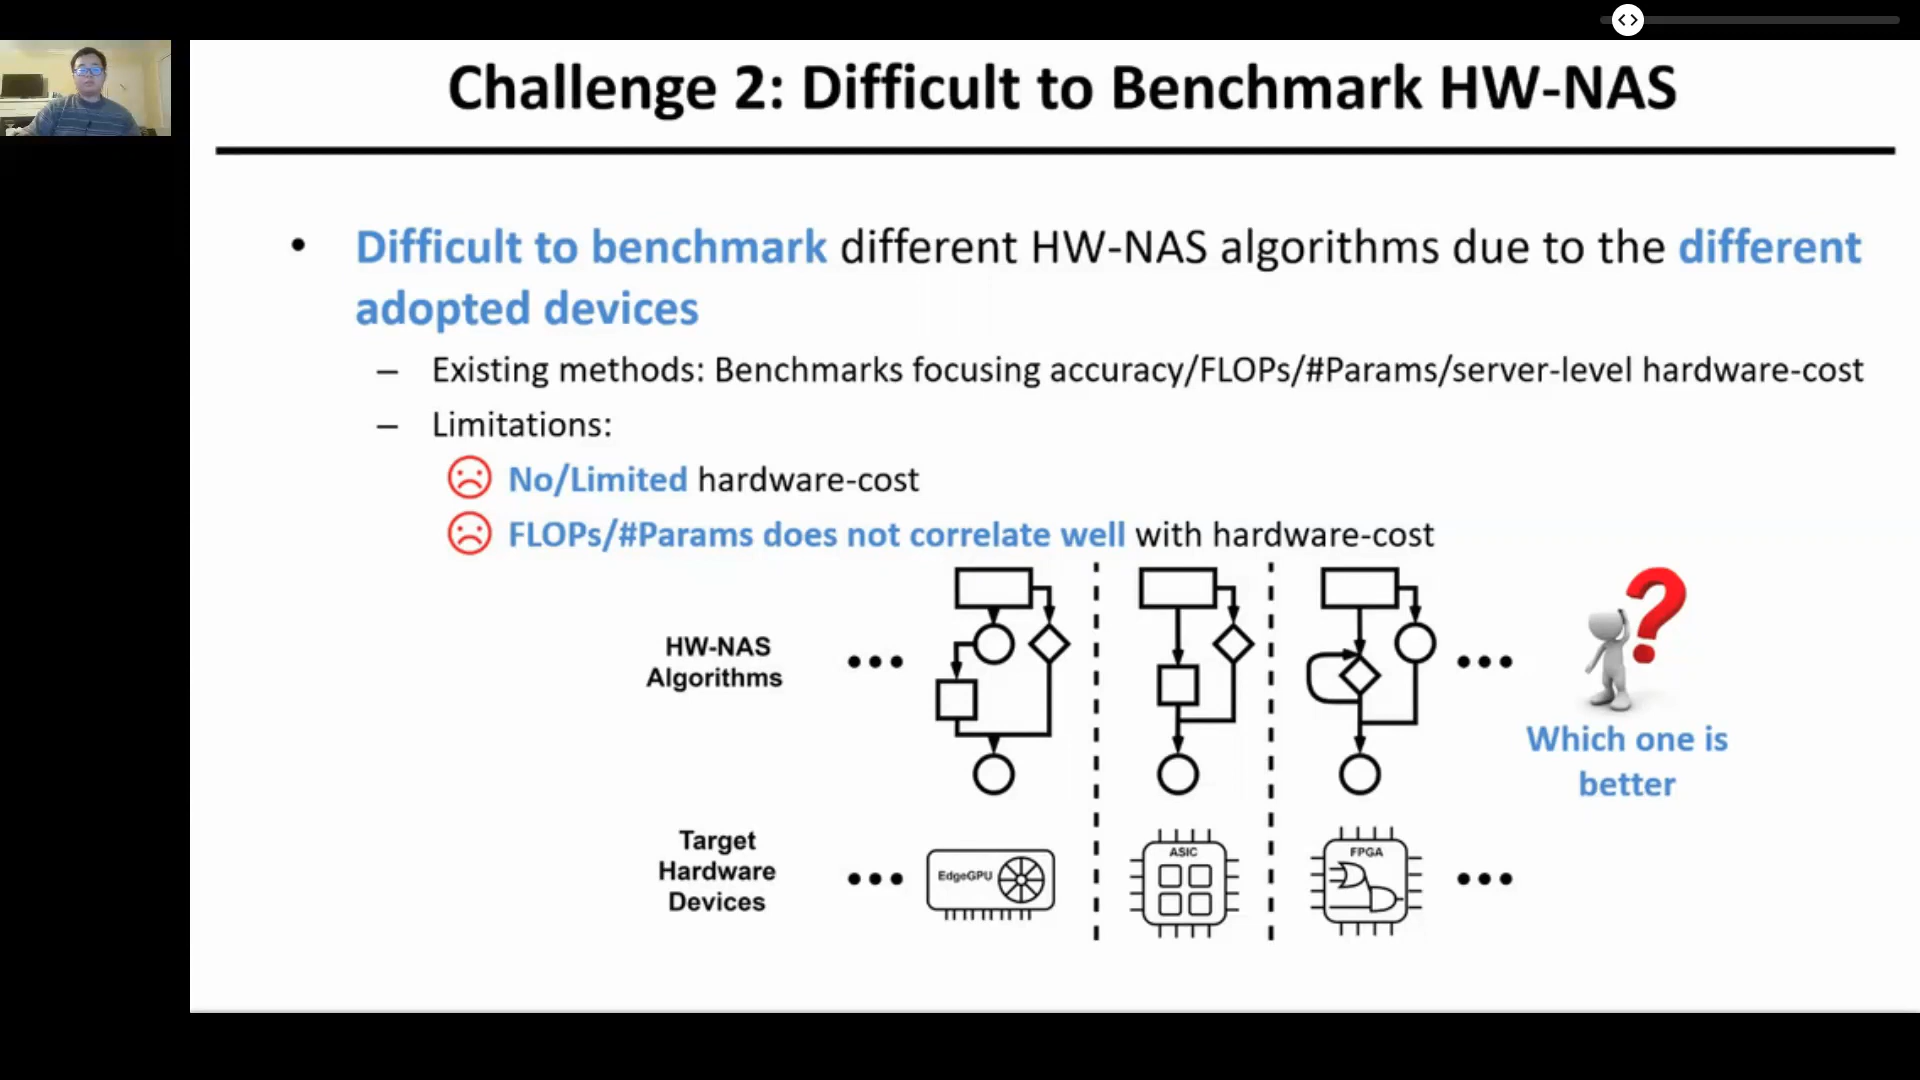 Challenge 2: Difficult to Benchmark HW-NAS
• Difficult to benchmark different HW-NAS algorithms due to the different
adopted devices
– Existing methods: Benchmarks focusing accuracy/FLOPs/#Params/server-level hardware-cost
– Limitations:
No/Limited hardware-cost
FLOPs/#Params does not correlate well with hardware-cost
HW-NAS
Algorithms
Which one is
better
Target
Hardware
Devices
EdgeGPU
ASIC
FPGA